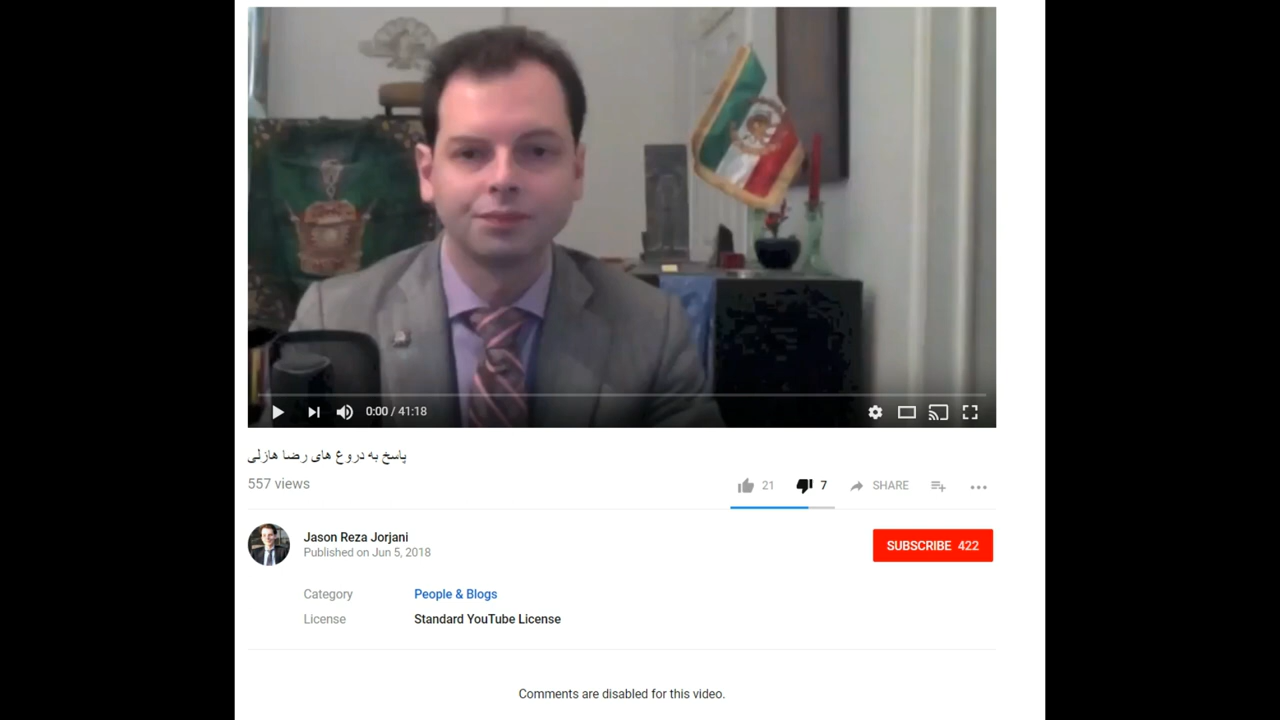 0:00 / 41:18
پاسخ به دروغ های رضا هازلی
557 views
21 7 SHARE
Jason Reza Jorjani
Published on Jun 5, 2018
SUBSCRIBE 422
Category People & Blogs
License Standard YouTube License
Comments are disabled for this video.